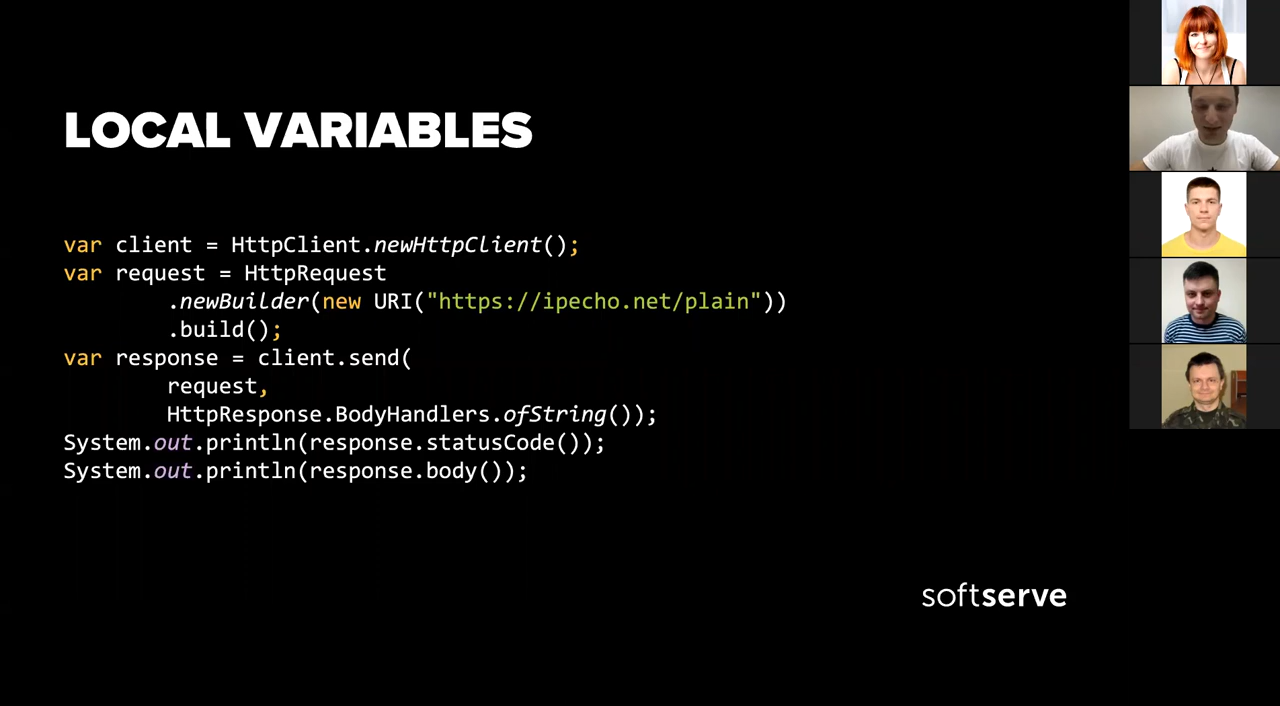 LOCAL VARIABLES
var client = HttpClient.newHttpClient();
var request = HttpRequest
.newBuilder(new URI("https://ipecho.net/plain"))
.build();
var response = client.send(
request,
HttpResponse.BodyHandlers.ofString());
System.out.println(response.statusCode());
System.out.println(response.body());
softserve